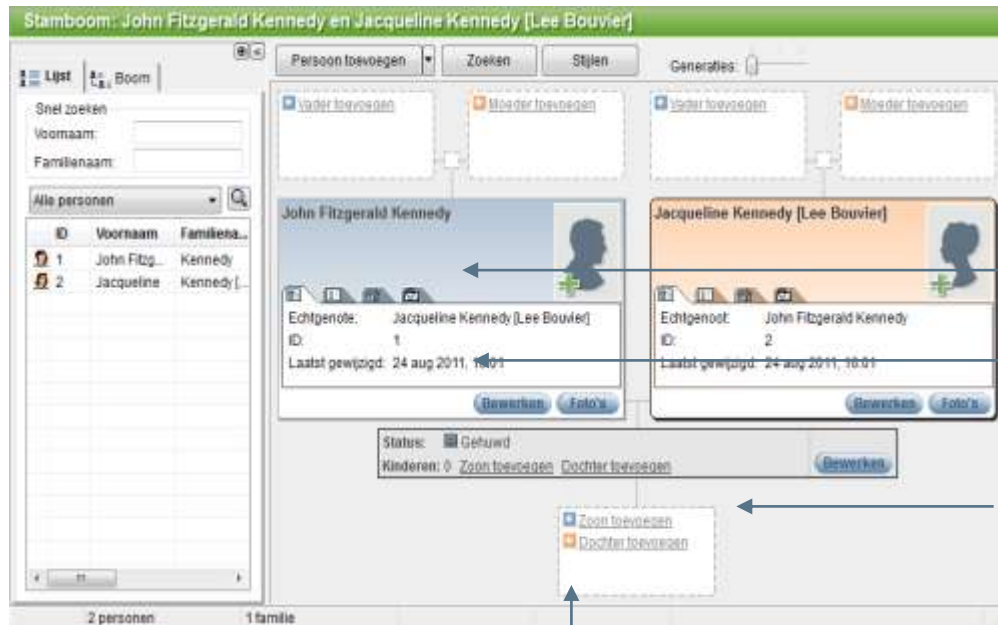 Stamboom: John Fitzgerald Kennedy en Jacqueline Kennedy [Lee Bouvier]
Lijst Boom
Persoon toevoegen Zoeken Stijlen Generaties:
Snel zoeken
Voornaam:
Familienaam:
Alle personen
ID Voornaam Familiena...
1 John Fitzg... Kennedy
2 Jacqueline Kennedy [...
Vader toevoegen Moeder toevoegen Vader toevoegen Moeder toevoegen
John Fitzgerald Kennedy
Echtgenote: Jacqueline Kennedy [Lee Bouvier]
ID: 1
Laatst gewijzigd: 24 aug 2011, 16:01
Bewerken Foto's
Jacqueline Kennedy [Lee Bouvier]
Echtgenoot: John Fitzgerald Kennedy
ID: 2
Laatst gewijzigd: 24 aug 2011, 16:01
Bewerken Foto's
Status: Gehuwd
Kinderen: 0 Zoon toevoegen Dochter toevoegen
Bewerken
Zoon toevoegen
Dochter toevoegen
2 personen 1 familie